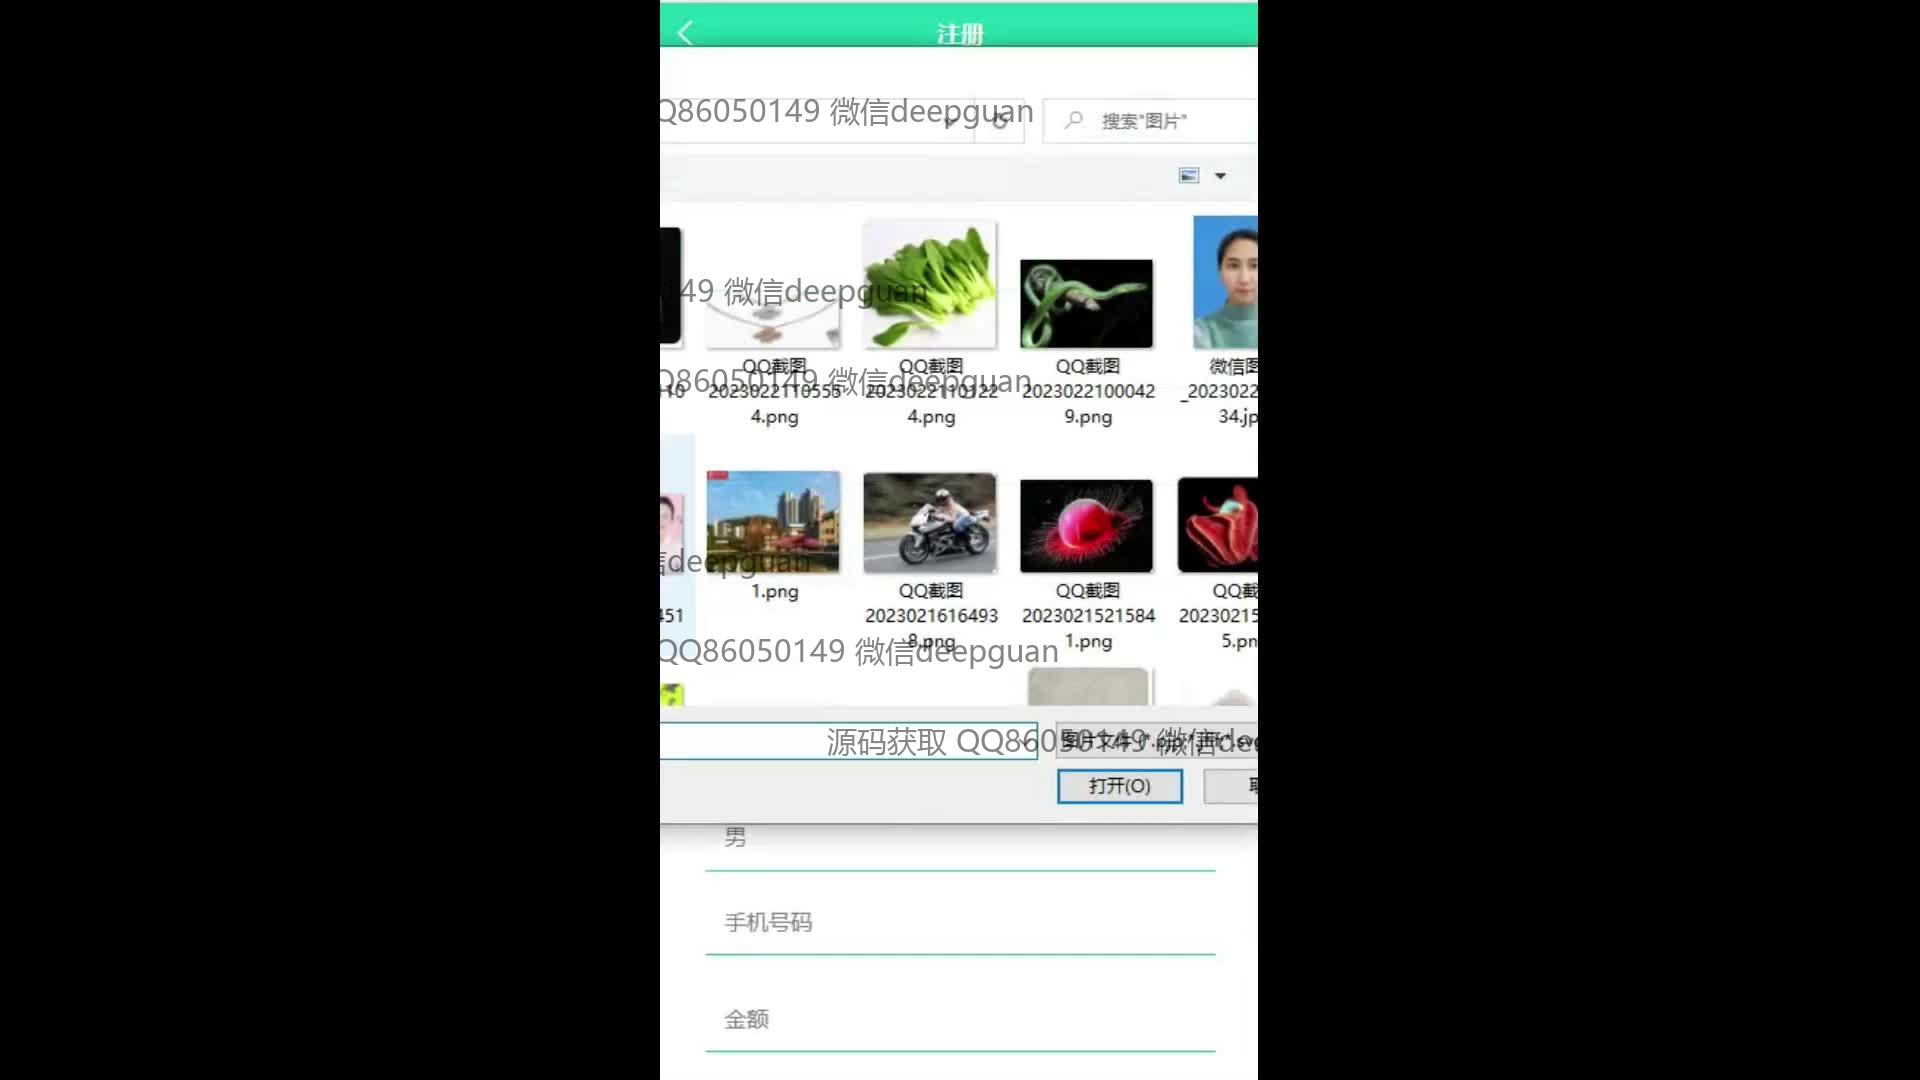 注册
QQ86050149 微信deepguan
搜索"图片"
149 微信deepguan
QQ截图
2023022110555
4.png
QQ截图
2023022110122
4.png
QQ截图
2023022100042
9.png
微信图
_2023022
34.jp
10
Q86050149 微信deepguan
451
1.png
QQ截图
2023021616493
8.png
QQ截图
2023021521584
1.png
QQ截
20230215
5.pn
信deepguan
QQ86050149 微信deepguan
源码获取 QQ86050149 微信de
图片文件
打开(O)
男
手机号码
金额